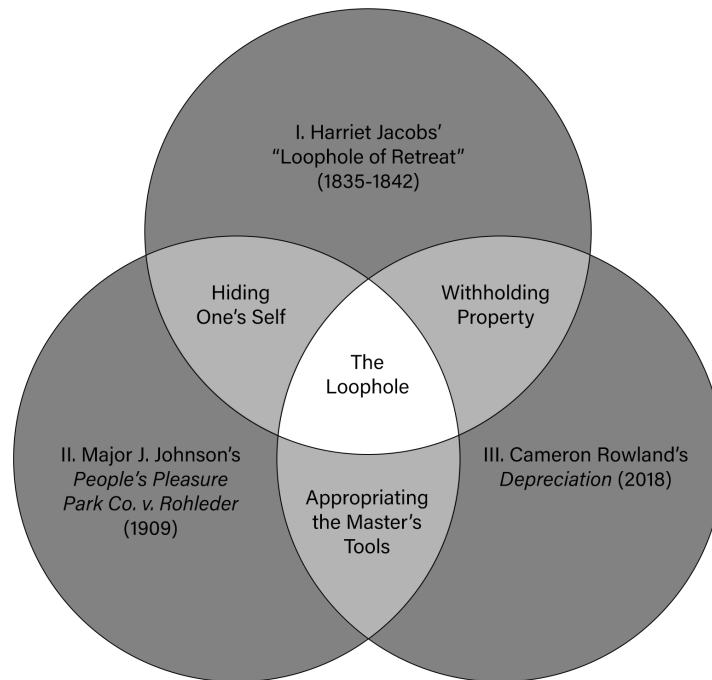 I. Harriet Jacobs’
“Loophole of Retreat”
(1835-1842)
Hiding
One’s Self
Withholding
Property
The
Loophole
II. Major J. Johnson’s
People’s Pleasure
Park Co. v. Rohleder
(1909)
III. Cameron Rowland’s
Depreciation (2018)
Appropriating
the Master’s
Tools